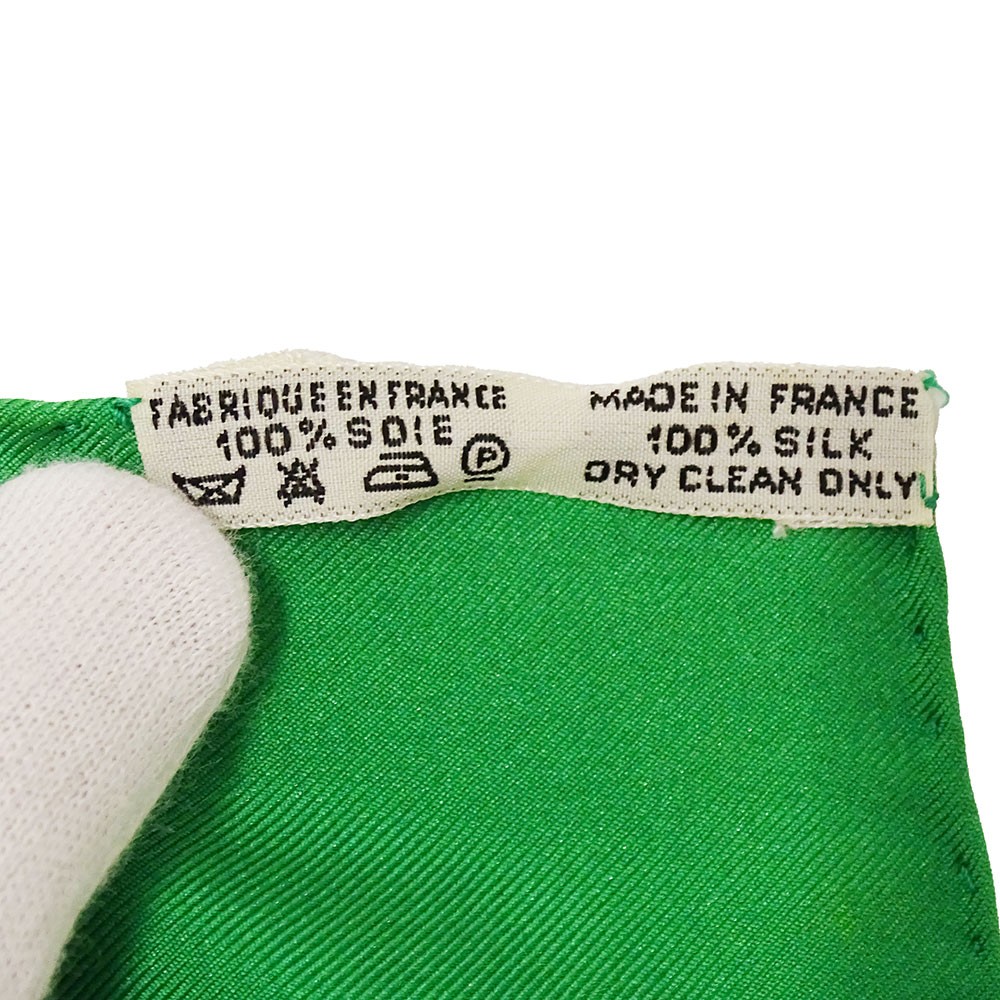 FABRIQUE EN FRANCE
100% SOIE
P
MADE IN FRANCE
100% SILK
DRY CLEAN ONLY